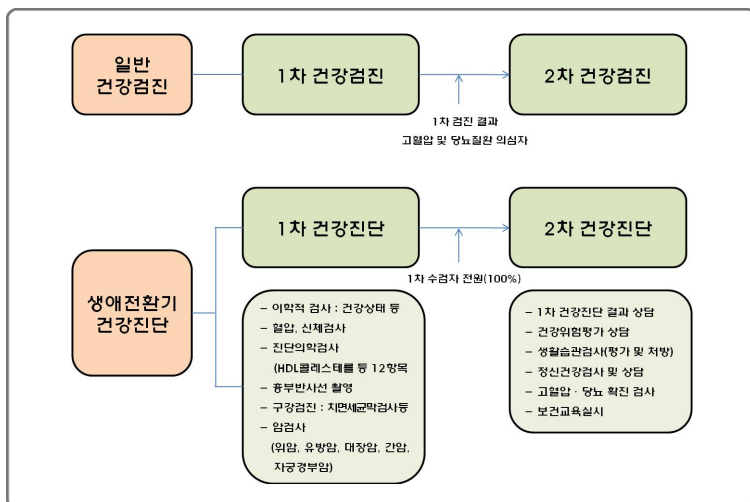 일반
건강검진
1차 건강검진
2차 건강검진
1차 검진 결과
고혈압 및 당뇨질환 의심자
생애전환기
건강진단
1차 건강진단
2차 건강진단
1차 수검자 전원(100%)
– 이학적 검사 : 건강상태 등
– 혈압, 신체검사
– 진단의학검사
(HDL콜레스테롤 등 12항목
– 흉부반사선 촬영
– 구강검진 : 치면세균막검사등
– 암검사
(위암, 유방암, 대장암, 간암,
자궁경부암)
– 1차 건강진단 결과 상담
– 건강위험평가 상담
– 생활습관검사(평가 및 처방)
– 정신건강검사 및 상담
– 고혈압 · 당뇨 확진 검사
– 보건교육실시